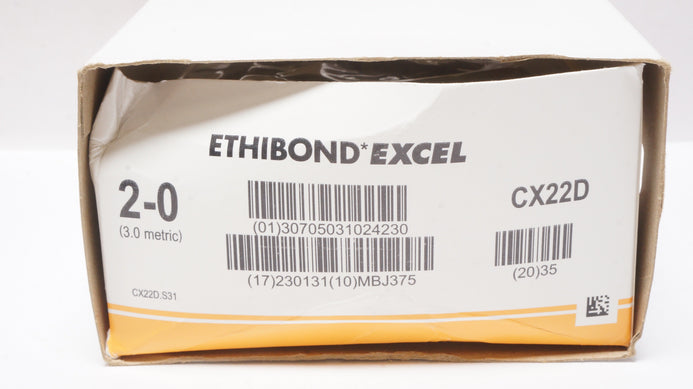 ETHIBOND*EXCEL
2-0
(3.0 metric)
(01)30705031024230
(17)230131(10)MBJ375
CX22D
(20)35
CX22D.S31